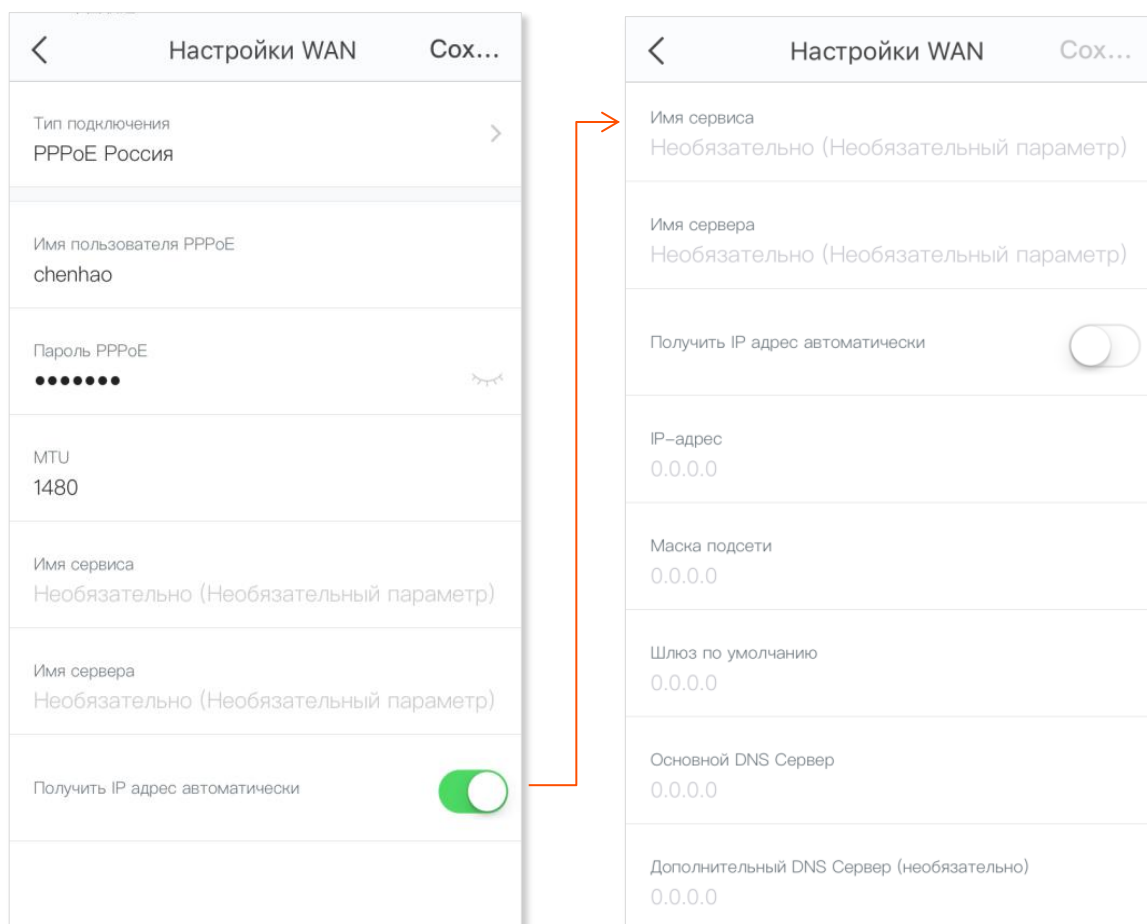 Настройки WAN
Сох...
Тип подключения
PPPoE Россия
Имя пользователя PPPoE
chenhao
Пароль PPPoE
●●●●●●●
MTU
1480
Имя сервиса
Необязательно (Необязательный параметр)
Имя сервера
Необязательно (Необязательный параметр)
Получить IP адрес автоматически
Настройки WAN
Сох...
Имя сервиса
Необязательно (Необязательный параметр)
Имя сервера
Необязательно (Необязательный параметр)
Получить IP адрес автоматически
IP-адрес
0.0.0.0
Маска подсети
0.0.0.0
Шлюз по умолчанию
0.0.0.0
Основной DNS Сервер
0.0.0.0
Дополнительный DNS Сервер (необязательно)
0.0.0.0